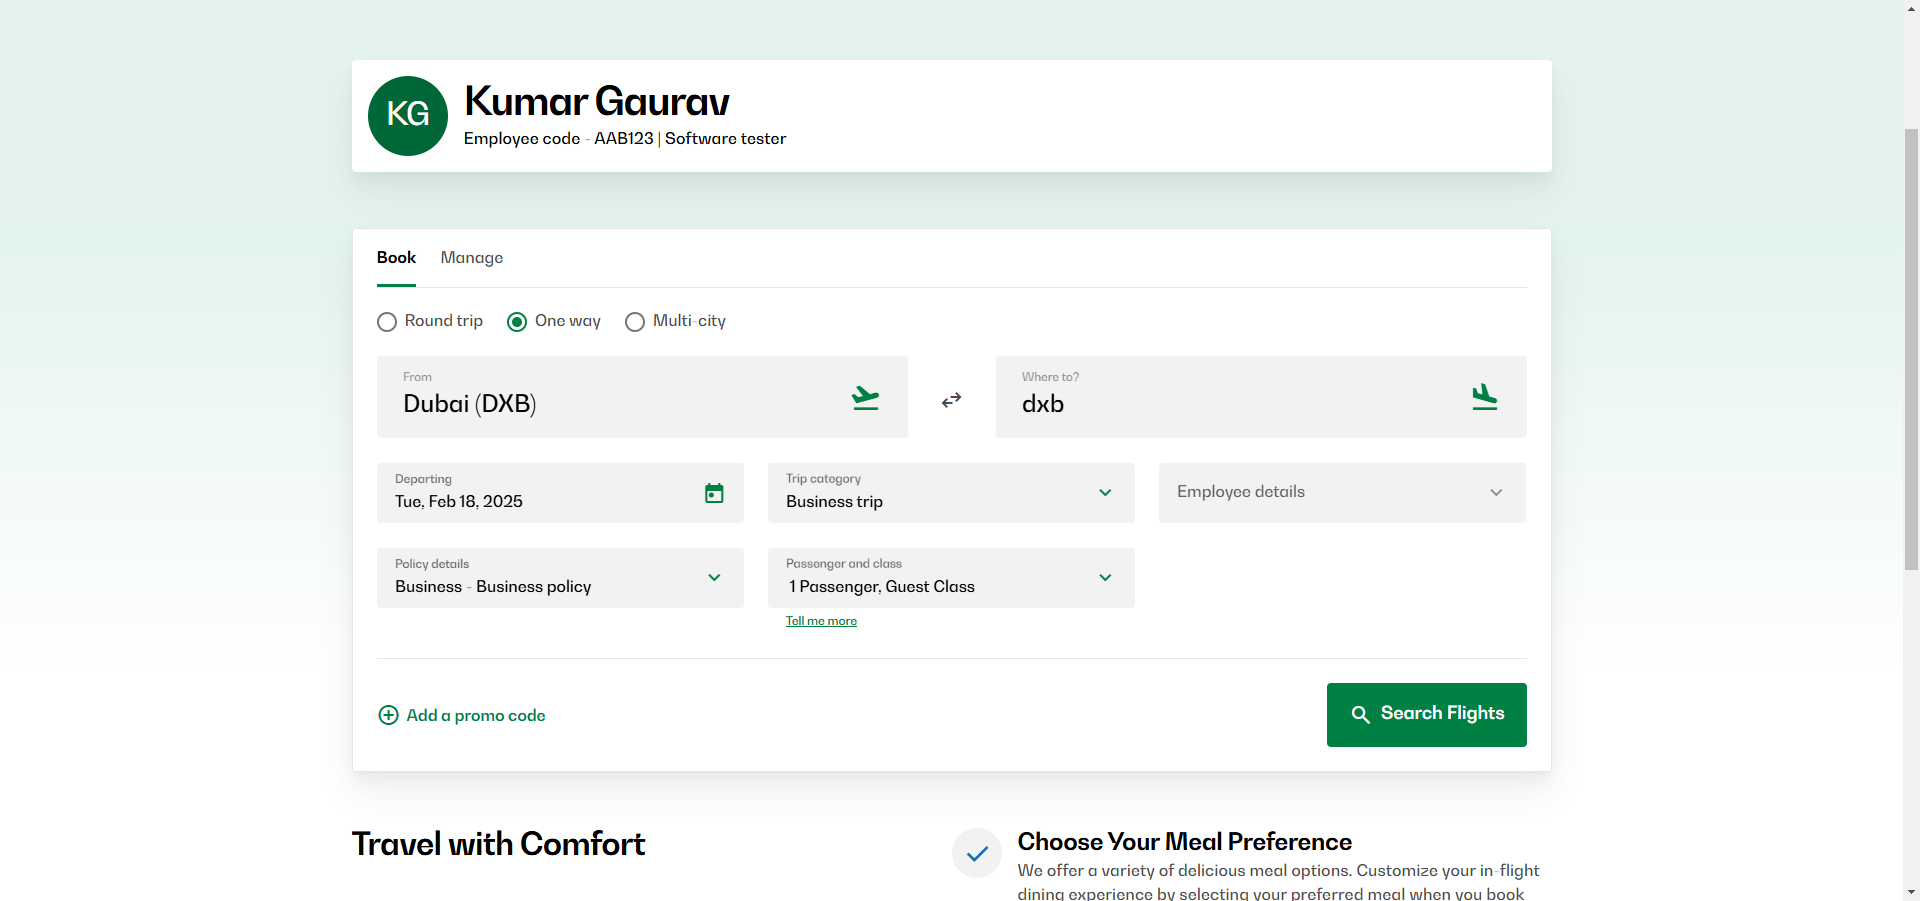 KG
Kumar Gaurav
Employee code - AAB123 | Software tester
Book Manage
Round trip One way Multi-city
From
Dubai (DXB)
Where to?
dxb
Departing
Tue, Feb 18, 2025
Trip category
Business trip
Employee details
Policy details
Business - Business policy
Passenger and class
1 Passenger, Guest Class
Tell me more
Add a promo code
Search Flights
Travel with Comfort
Choose Your Meal Preference
We offer a variety of delicious meal options. Customize your in-flight
dining experience by selecting your preferred meal when you book